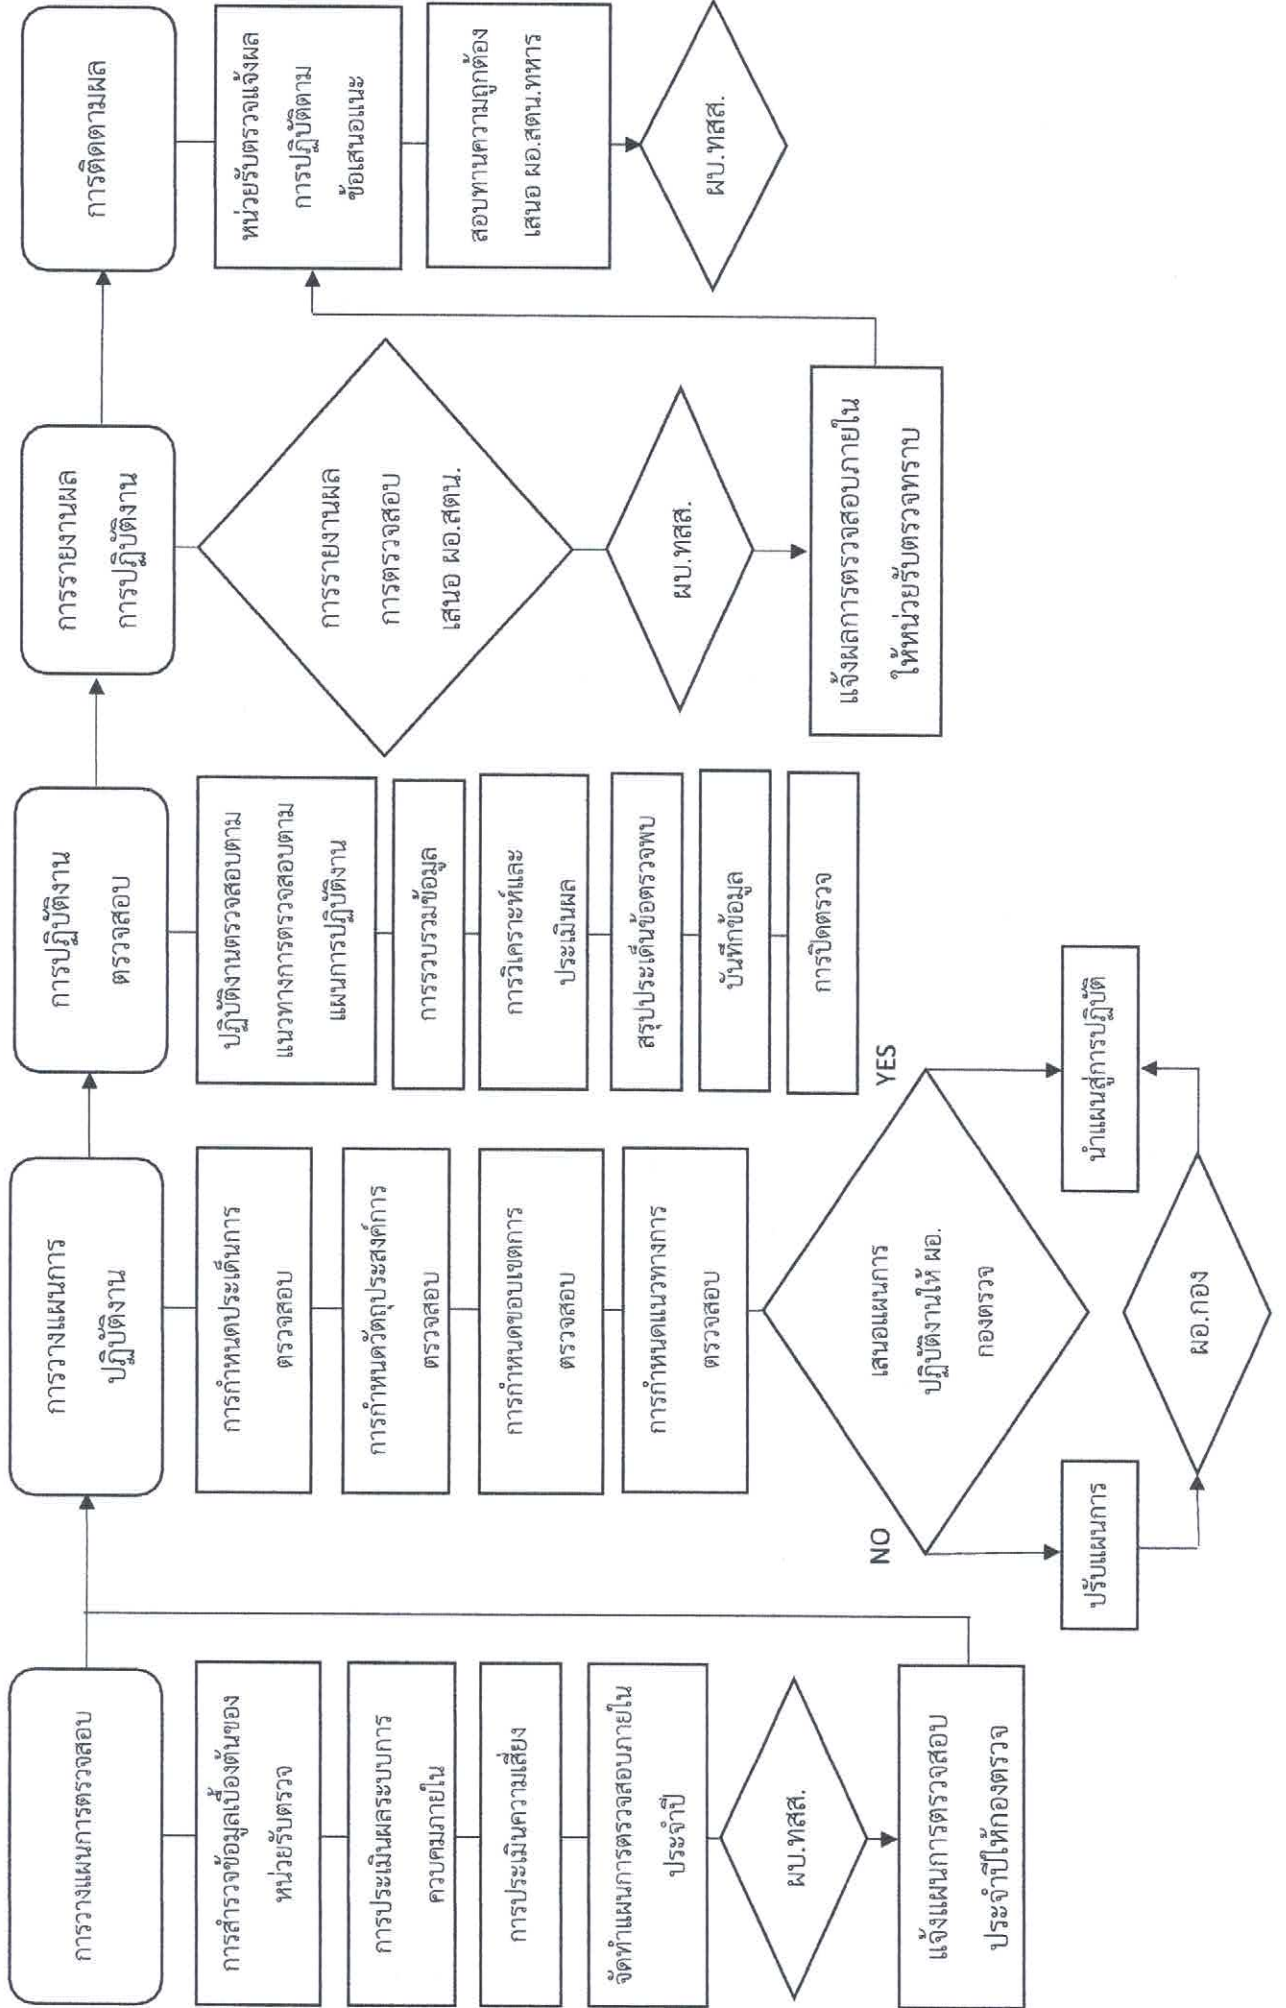 การวางแผนการตรวจสอบ
การสำรวจข้อมูลเบื้องต้นของ
หน่วยรับตรวจ
การประเมินผลระบบการ
ควบคมภายใน
การประเมินความเสี่ยง
จัดทำแผนการตรวจสอบภายใน
ประจำปี
ผบ.ทสส.
แจ้งแผนการตรวจสอบ
ประจำปีให้กองตรวจ
การวางแผนการ
ปฏิบัติงาน
การกำหนดประเด็นการ
ตรวจสอบ
การกำหนดวัตถุประสงค์การ
ตรวจสอบ
การกำหนดขอบเขตการ
ตรวจสอบ
การกำหนดแนวทางการ
ตรวจสอบ
เสนอแผนการ
ปฏิบัติงานให้ ผอ.
กองตรวจ
NO
YES
ปรับแผนการ
ผอ.กอง
นำแผนสู่การปฏิบัติ
การปฏิบัติงาน
ตรวจสอบ
ปฏิบัติงานตรวจสอบตาม
แนวทางการตรวจสอบตาม
แผนการปฏิบัติงาน
การรวบรวมข้อมูล
การวิเคราะห์และ
ประเมินผล
สรุปประเด็นข้อตรวจพบ
บันทึกข้อมูล
การปิดตรวจ
การรายงานผล
การปฏิบัติงาน
การรายงานผล
การตรวจสอบ
เสนอ ผอ.สตน.
ผบ.ทสส.
แจ้งผลการตรวจสอบภายใน
ให้หน่วยรับตรวจทราบ
การติดตามผล
หน่วยรับตรวจแจ้งผล
การปฏิบัติตาม
ข้อเสนอแนะ
สอบทานความถูกต้อง
เสนอ ผอ.สตน.ทหาร
ผบ.ทสส.